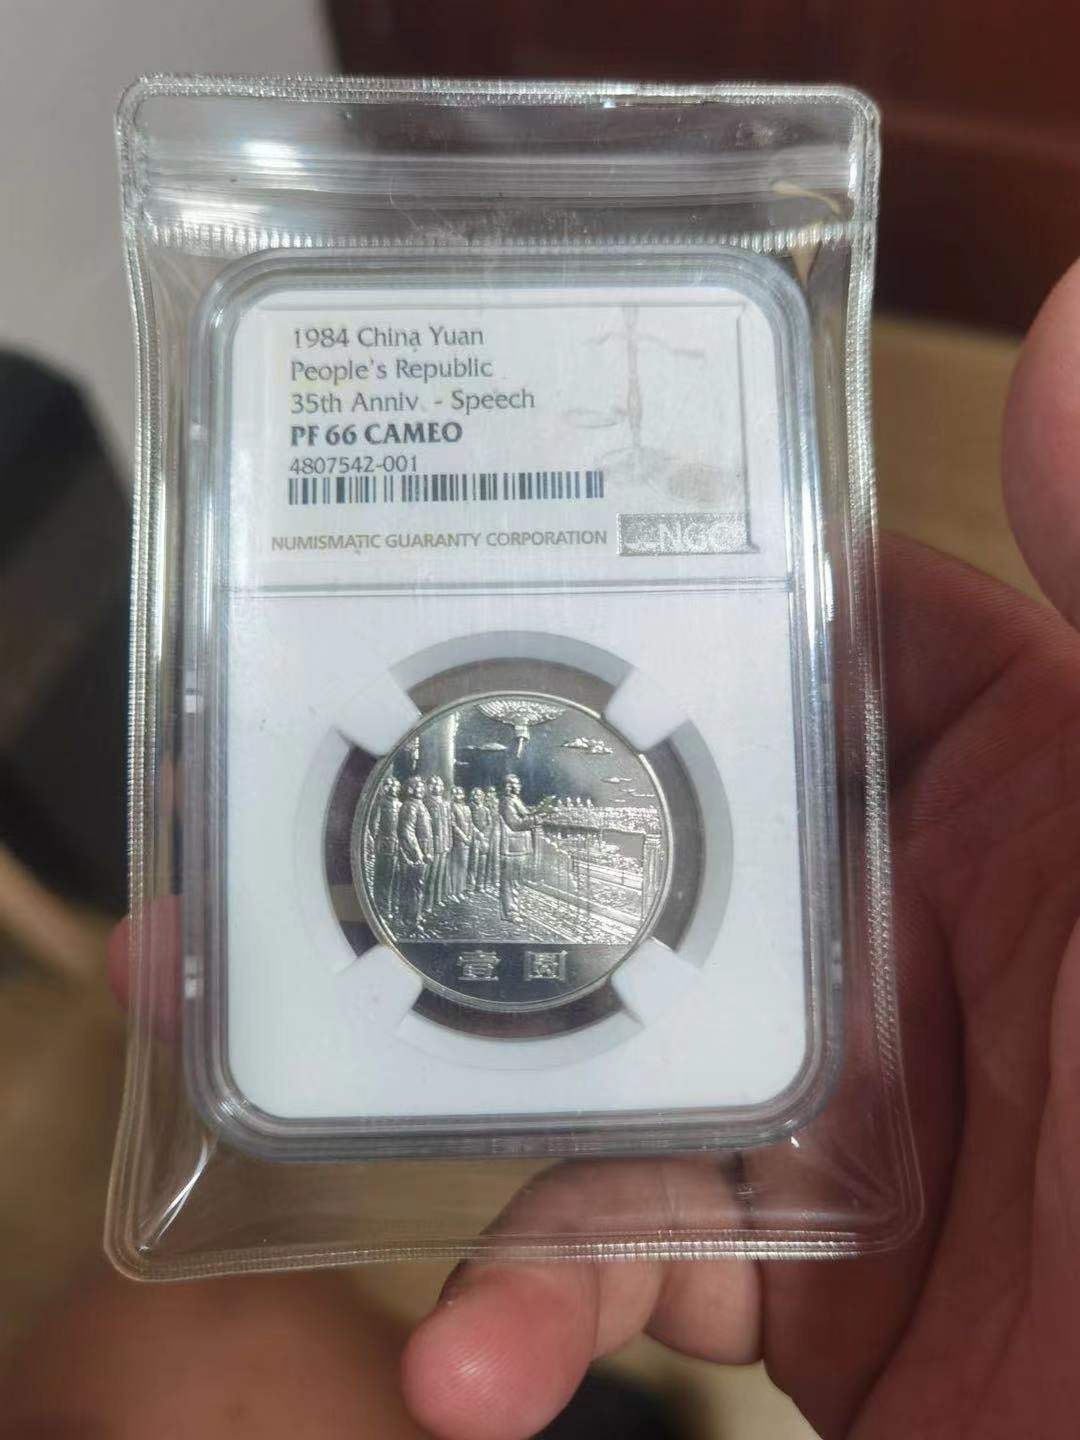 1984 China Yuan
People's Republic
35th Anniv. - Speech
PF 66 CAMEO
4807542-001
NUMISMATIC GUARANTY CORPORATION
NGC
壹圆